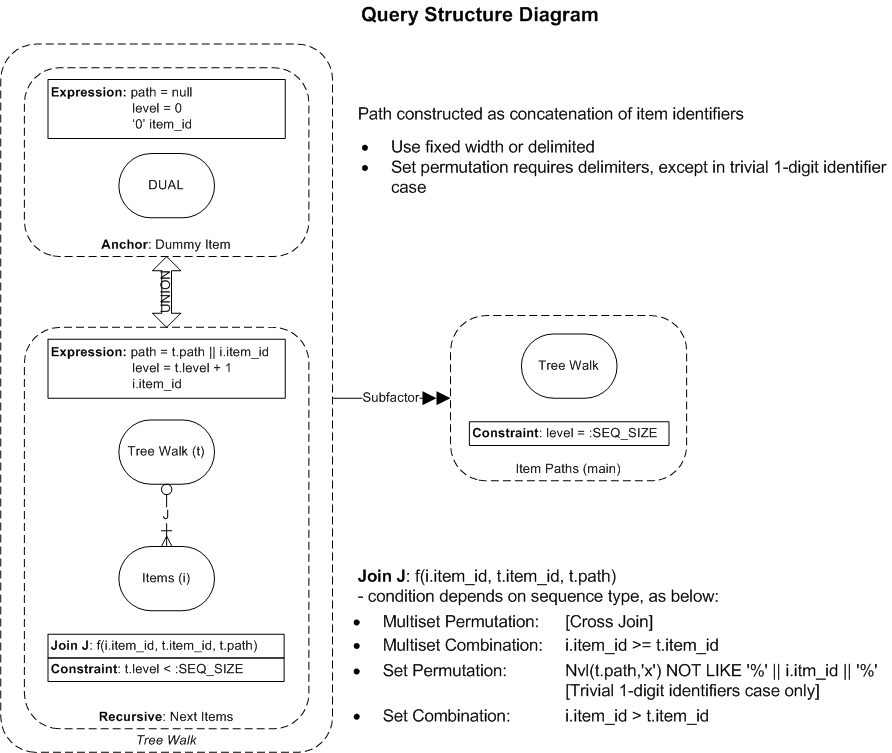 Query Structure Diagram
Expression: path = null
level = 0
‘0’ item_id
DUAL
Anchor: Dummy Item
UNION
Expression: path = t.path || i.item_id
level = t.level + 1
i.item_id
Tree Walk (t)
J
Items (i)
Join J: f(i.item_id, t.item_id, t.path)
Constraint: t.level < :SEQ_SIZE
Recursive: Next Items
Tree Walk
Path constructed as concatenation of item identifiers
• Use fixed width or delimited
• Set permutation requires delimiters, except in trivial 1-digit identifier
case
Subfactor
Tree Walk
Constraint: level = :SEQ_SIZE
Item Paths (main)
Join J: f(i.item_id, t.item_id, t.path)
- condition depends on sequence type, as below:
• Multiset Permutation: [Cross Join]
• Multiset Combination: i.item_id >= t.item_id
• Set Permutation: Nvl(t.path,'x') NOT LIKE '%' || i.itm_id || '%'
[Trivial 1-digit identifiers case only]
• Set Combination: i.item_id > t.item_id